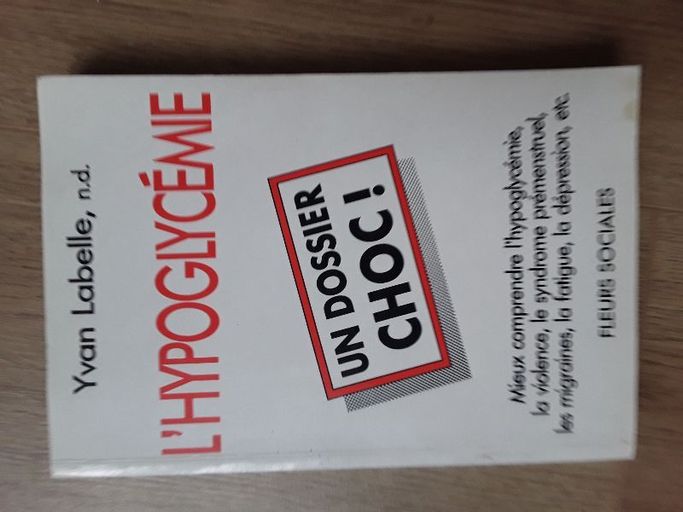 Yvan Labelle, n.d.
L'HYPOGLYCÉMIE
UN DOSSIER
CHOC !
Mieux comprendre l'hypoglycémie,
la violence, le syndrome prémenstruel,
les migraines, la fatigue, la dépression, etc.
FLEURS SOCIALES